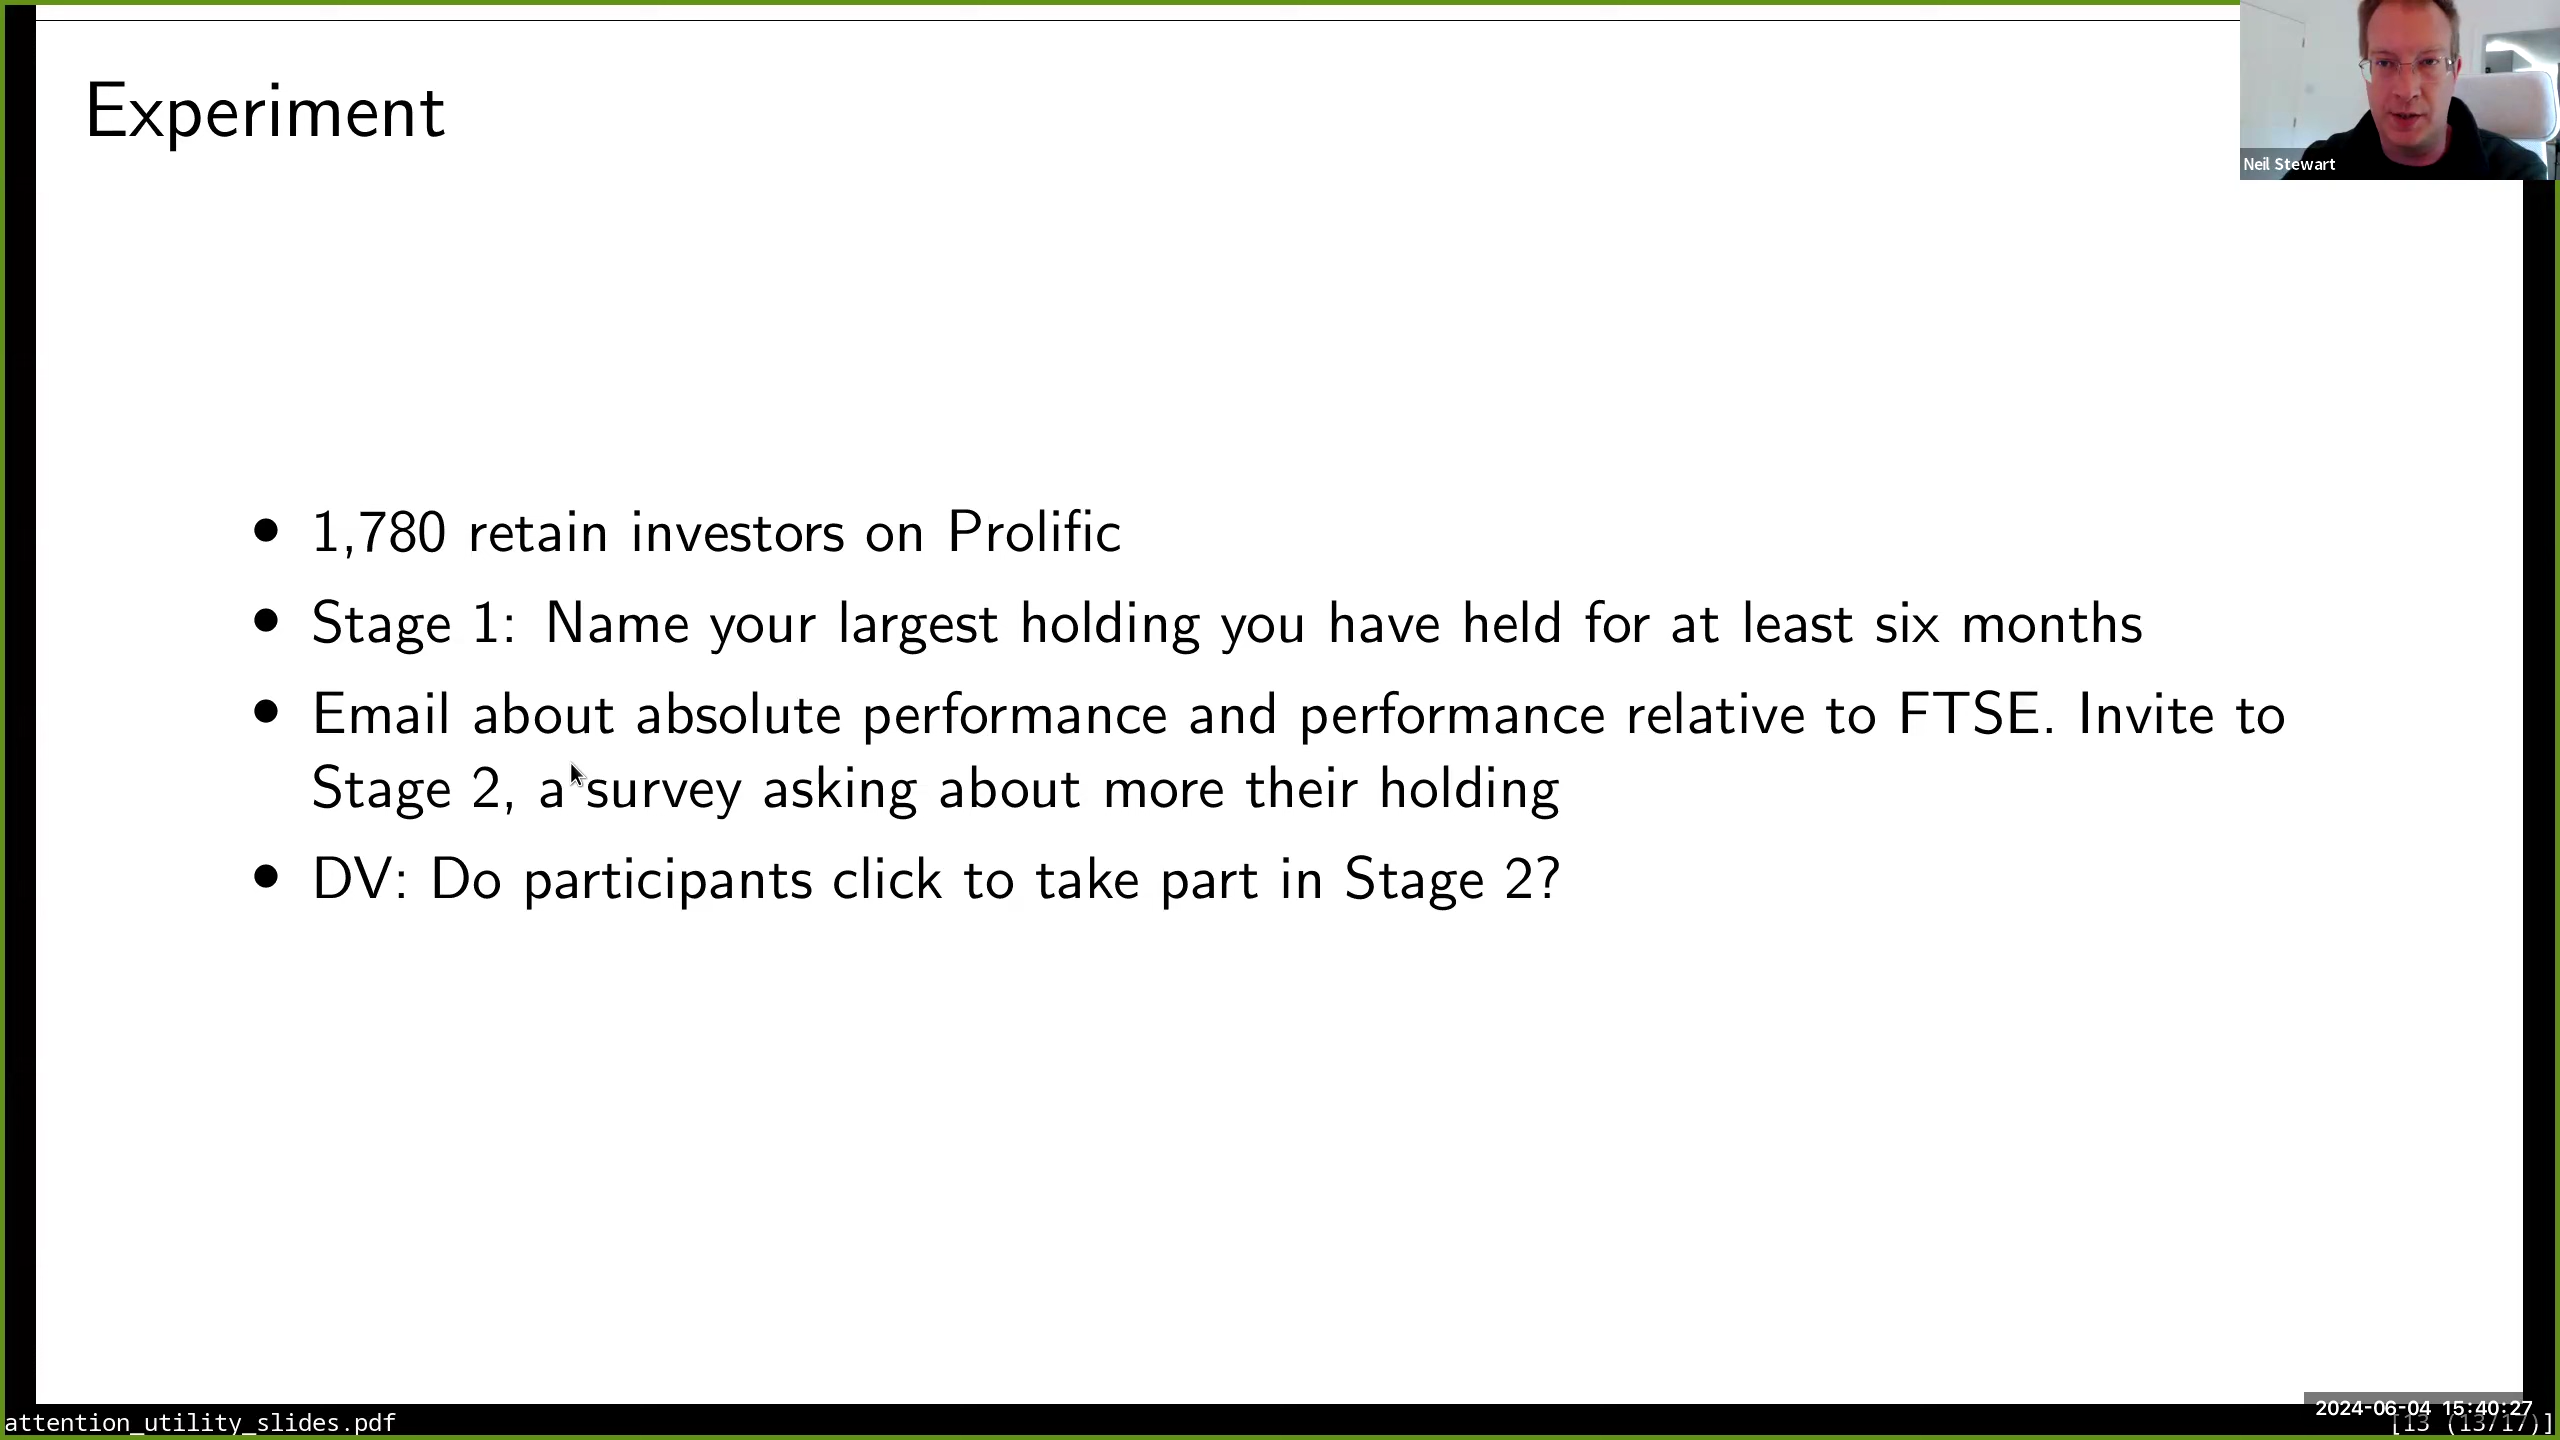 Experiment
Neil Stewart
• 1,780 retain investors on Prolific
• Stage 1: Name your largest holding you have held for at least six months
• Email about absolute performance and performance relative to FTSE. Invite to
Stage 2, a survey asking about more their holding
• DV: Do participants click to take part in Stage 2?
2024-06-04 15:40:27
attention_utility_slides.pdf
[13 (13/17)]